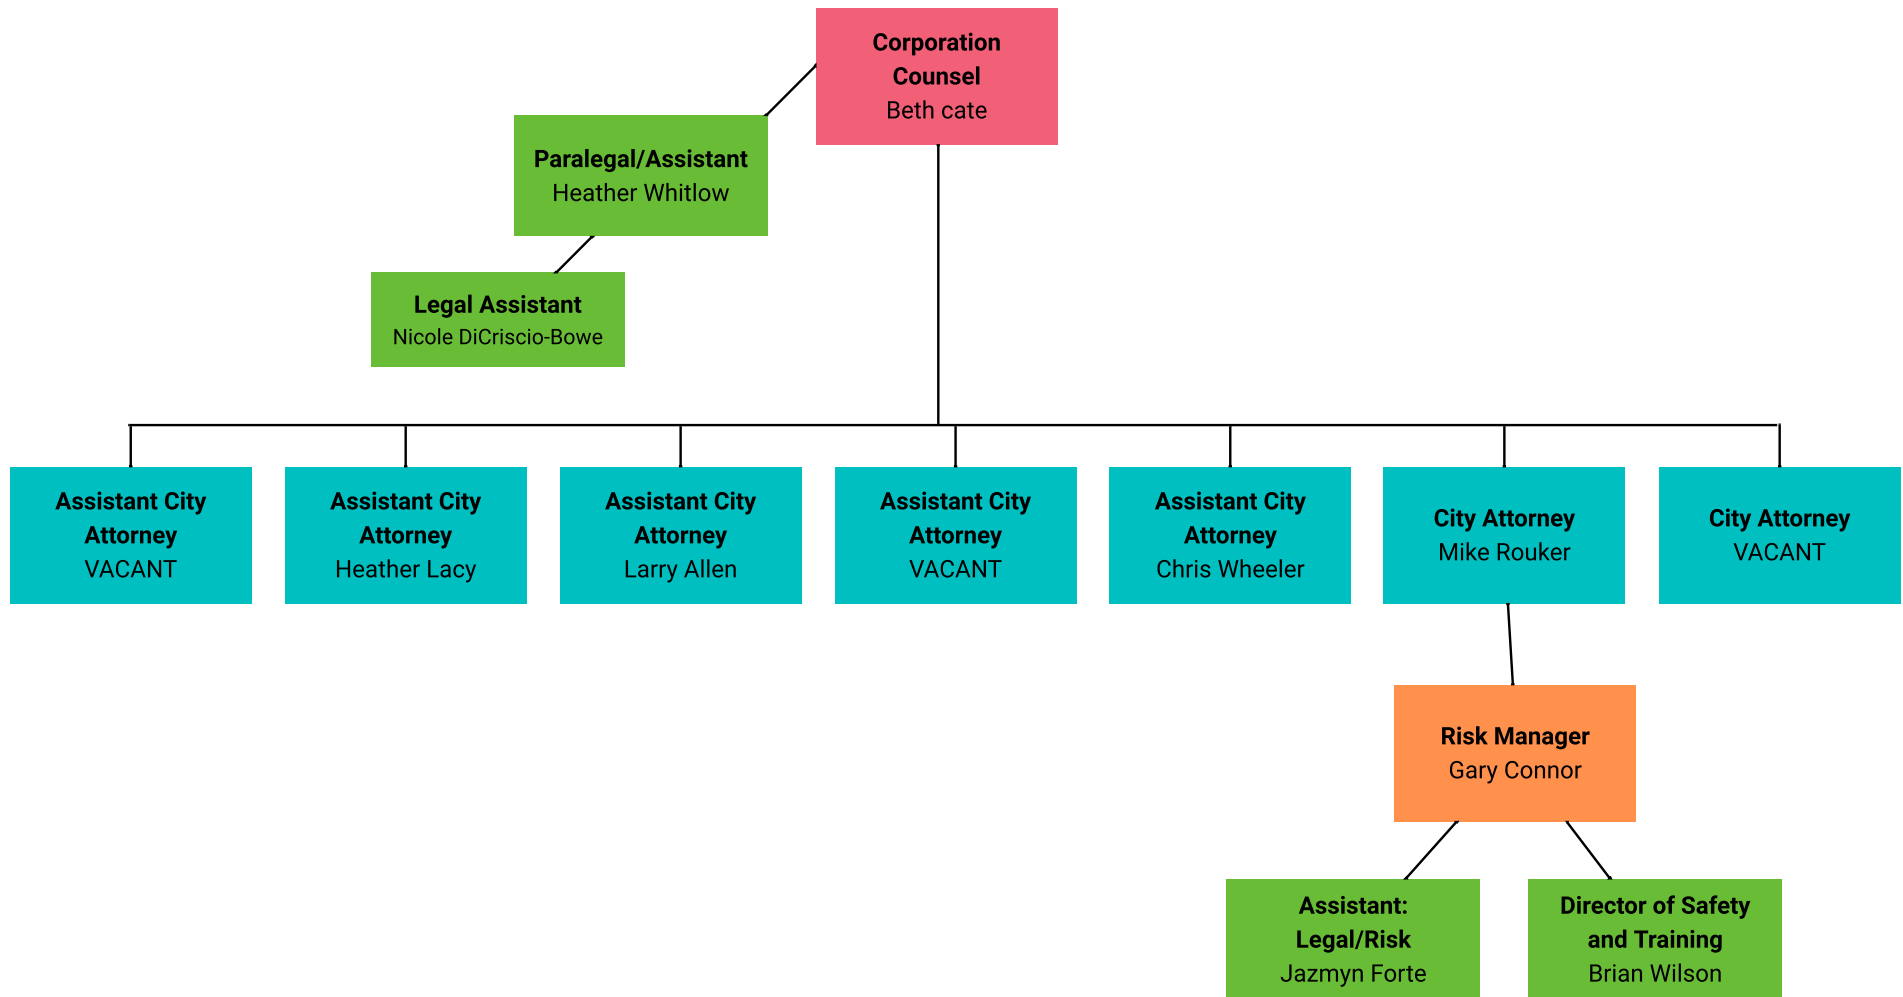 Corporation
Counsel
Beth cate
Paralegal/Assistant
Heather Whitlow
Legal Assistant
Nicole DiCriscio-Bowe
Assistant City
Attorney
VACANT
Assistant City
Attorney
Heather Lacy
Assistant City
Attorney
Larry Allen
Assistant City
Attorney
VACANT
Assistant City
Attorney
Chris Wheeler
City Attorney
Mike Rouker
City Attorney
VACANT
Risk Manager
Gary Connor
Assistant:
Legal/Risk
Jazmyn Forte
Director of Safety
and Training
Brian Wilson